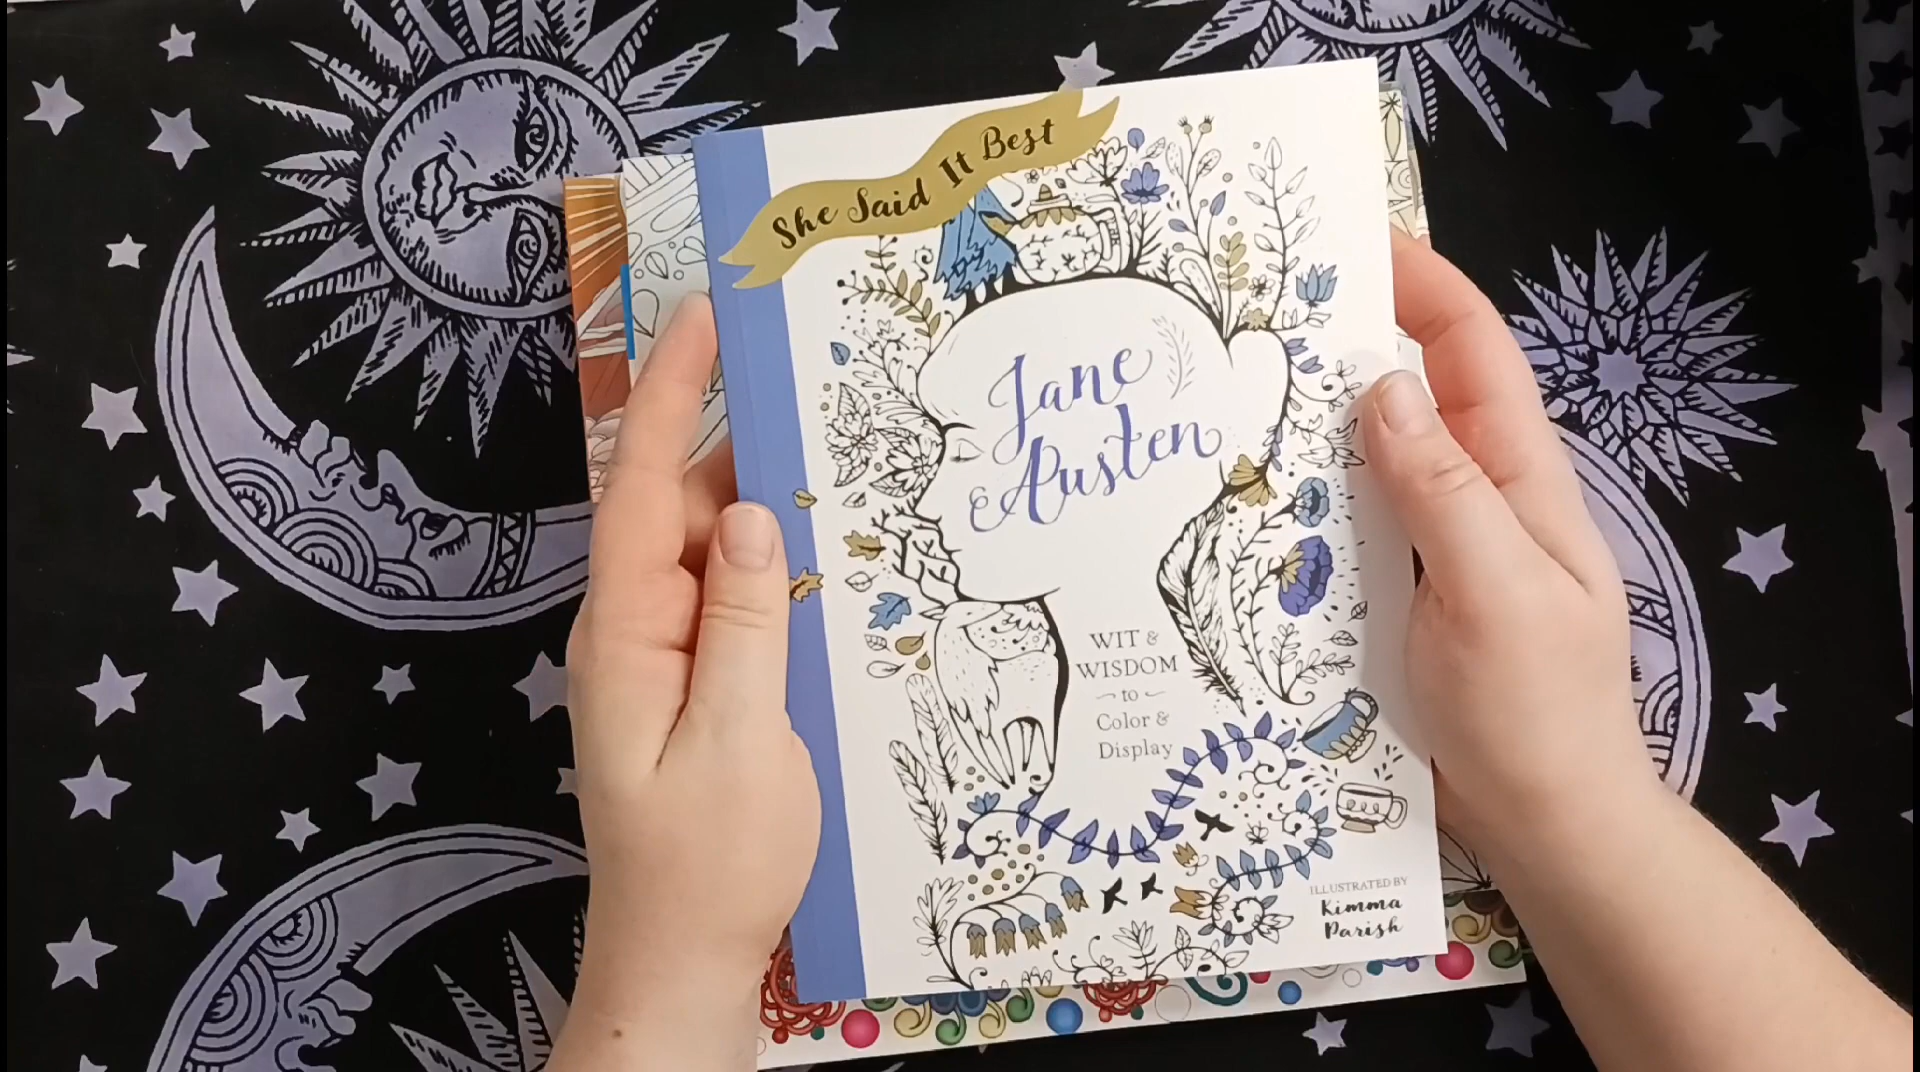 She Said It Best
Jane
Austen
WIT &
WISDOM
to
Color &
Display
ILLUSTRATED BY
Kimma
Parish